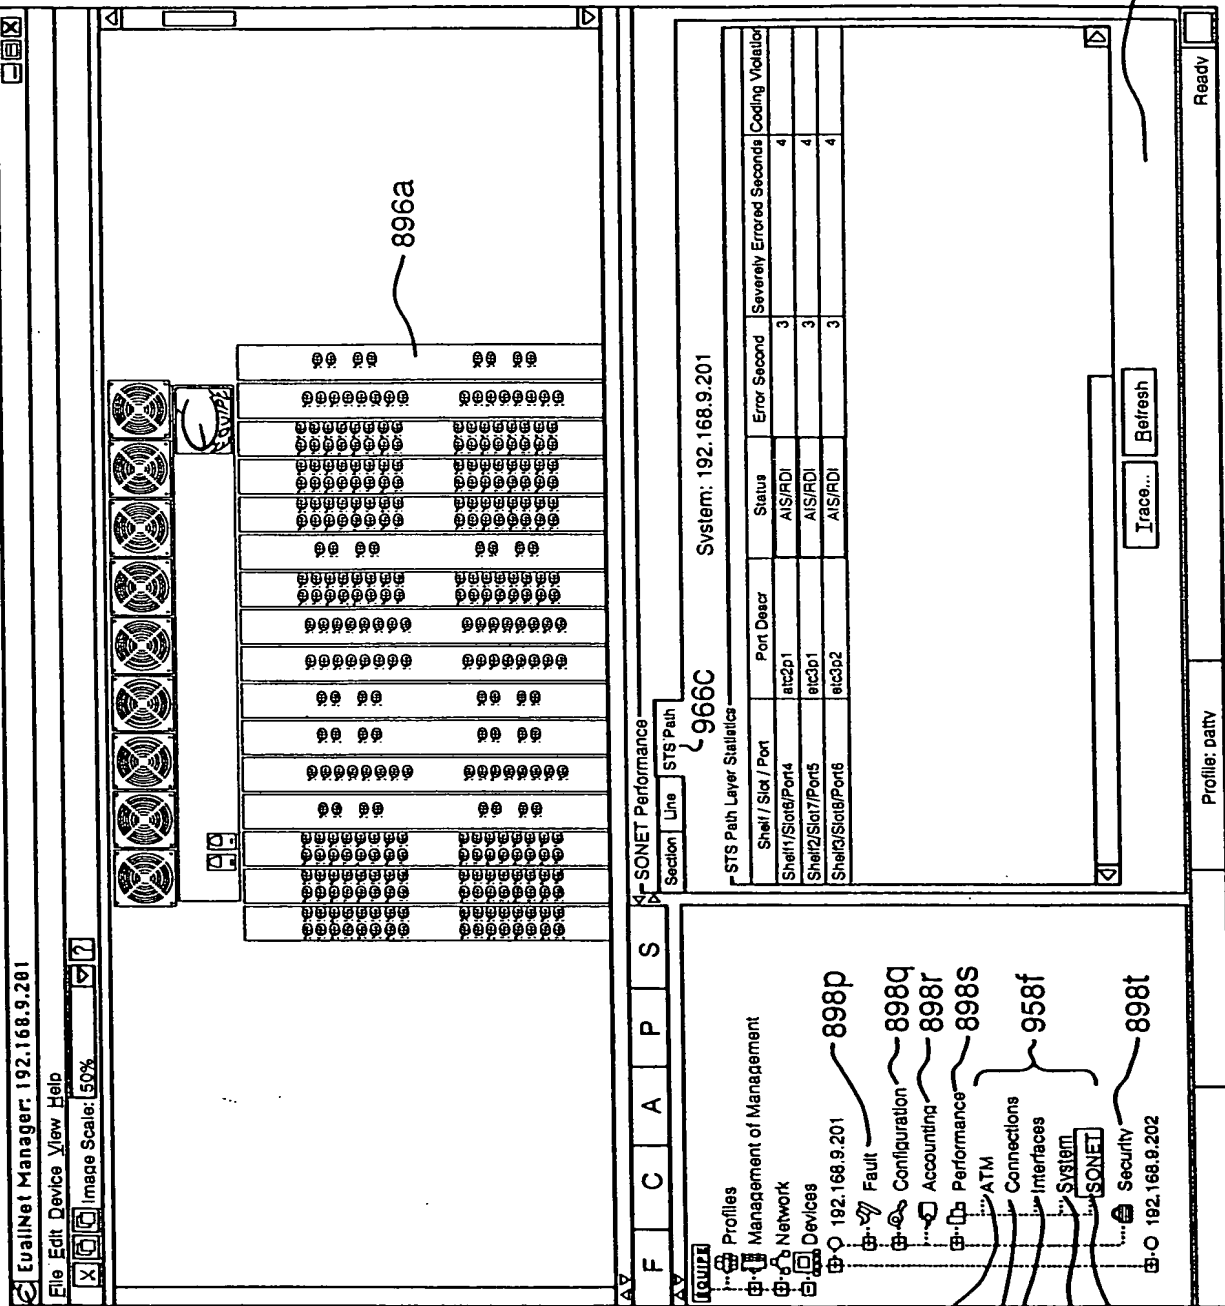 EualiNet Manager: 192.168.9.201
File Edit Device View Help
Image Scale: 50% ?
896a
F C A P S
EQUIPE
Profiles
Management of Management
Network
Devices
192.168.9.201
Fault
898p
Configuration
898q
Accounting
898r
Performance
898s
ATM
Connections
Interfaces
System
SONET
958f
Security
898t
192.168.9.202
SONET Performance
Section Line STS Path
966C
System: 192.168.9.201
STS Path Layer Statistics
Shelf / Slot / Port Port Descr Status Error Second Severely Errored Seconds Coding Violation
Shelf1/Slot6/Port4 atc2p1 AIS/RDI 3 4
Shelf2/Slot7/Port5 etc3p1 AIS/RDI 3 4
Shelf3/Slot8/Port6 etc3p2 AIS/RDI 3 4
Trace... Refresh
Profile: patty
Ready